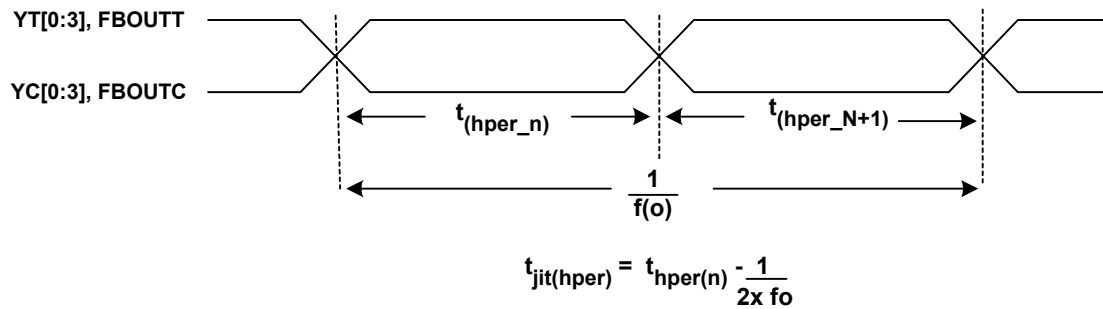 YT[0:3], FBOUTT
YC[0:3], FBOUTC
t(hper_n)
t(hper_N+1)
1
f(o)
tjit(hper) = thper(n) - 1
2x fo